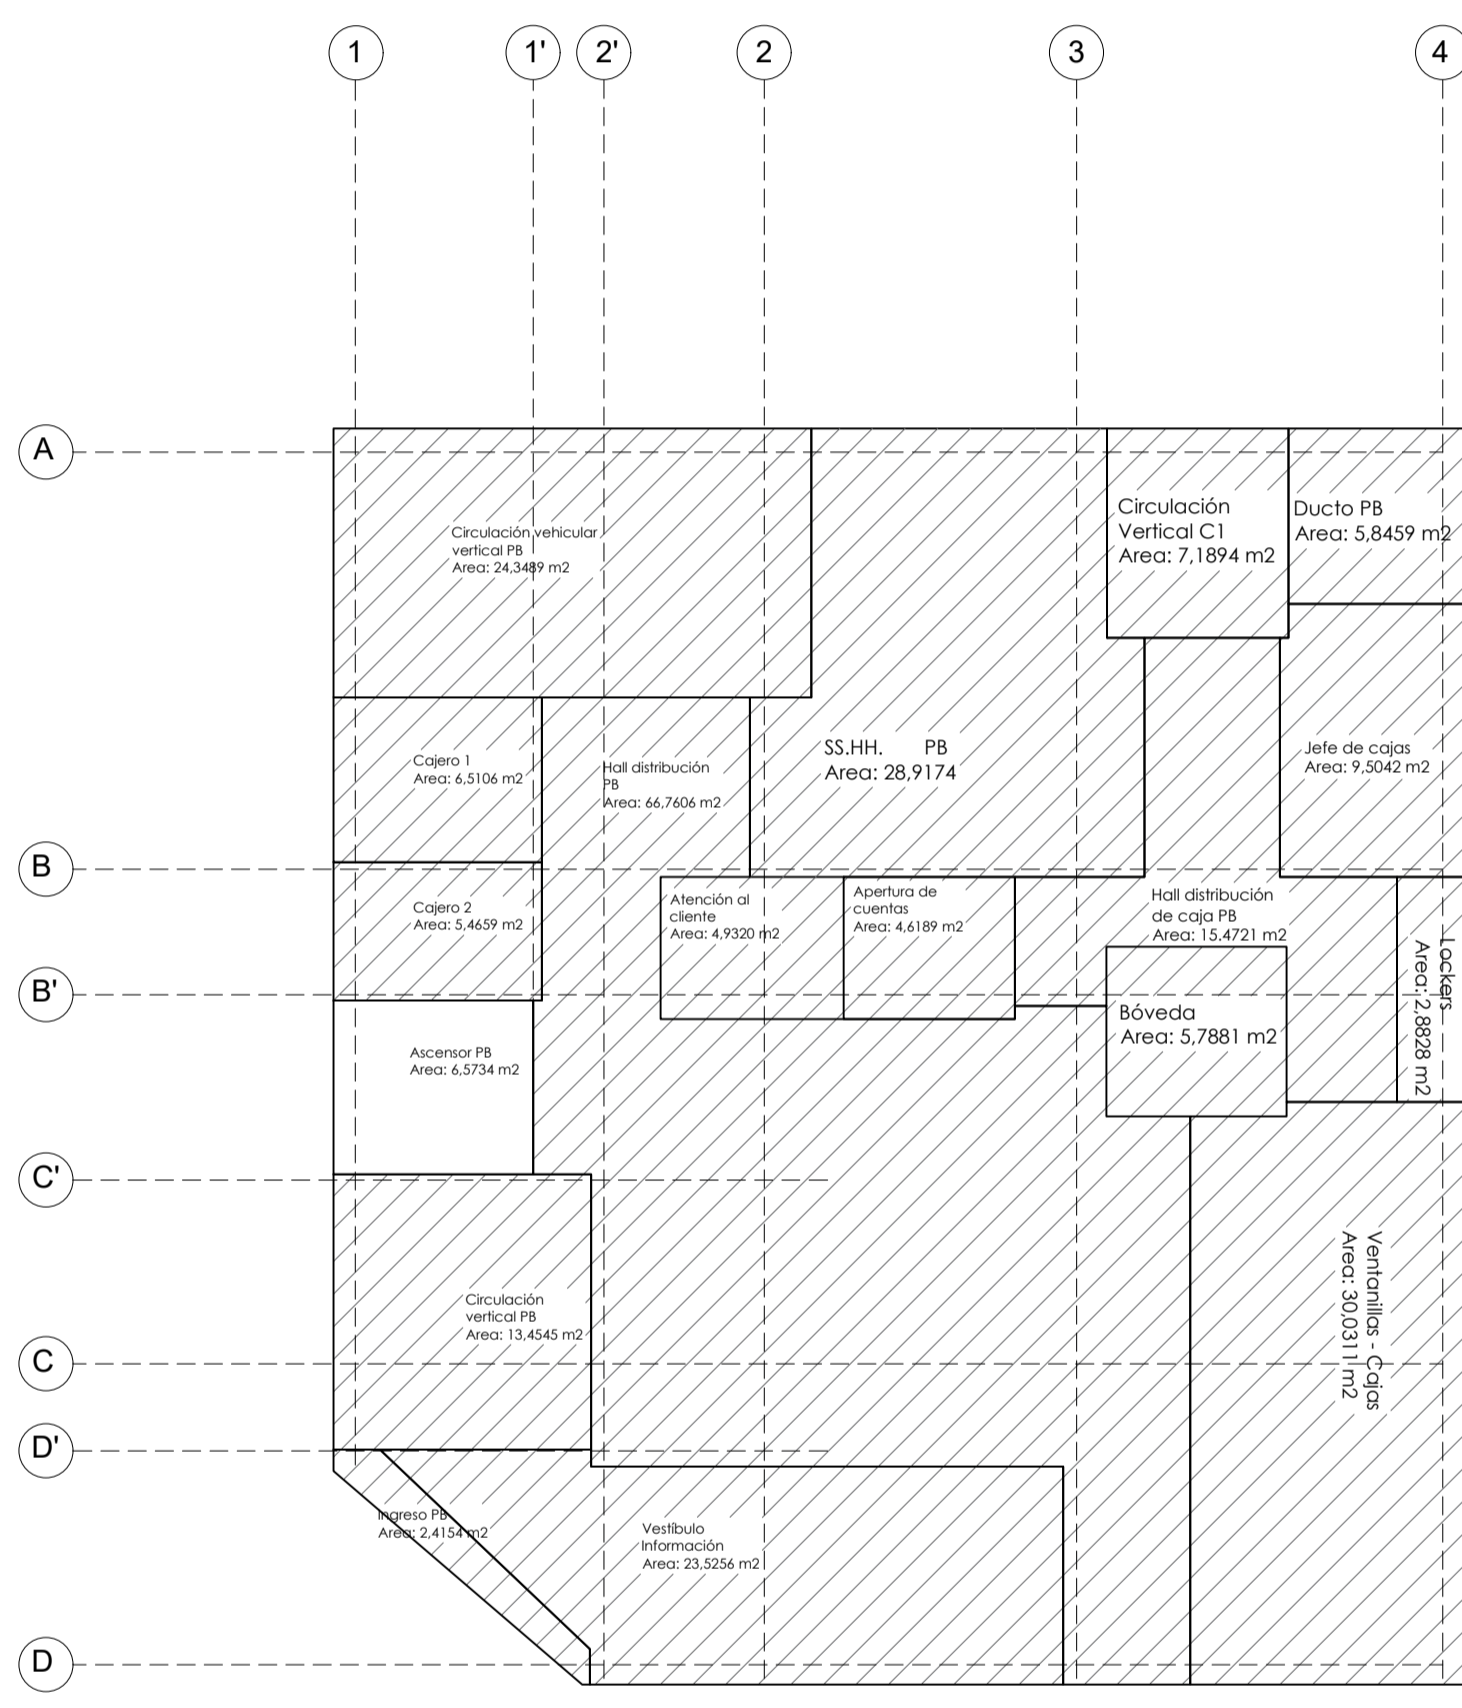 1
1'
2'
2
3
4
A
B
B'
C'
C
D'
D
Circulación vehicular
vertical PB
Area: 24,3489 m2
Circulación
Vertical C1
Area: 7,1894 m2
Ducto PB
Area: 5,8459 m2
Cajero 1
Area: 6,5106 m2
Hall distribución
PB
Area: 66,7606 m2
SS.HH. PB
Area: 28,9174
Jefe de cajas
Area: 9,5042 m2
Cajero 2
Area: 5,4659 m2
Atención al
cliente
Area: 4,9320 m2
Apertura de
cuentas
Area: 4,6189 m2
Hall distribución
de caja PB
Area: 15.4721 m2
Lockers
Area: 2,8828 m2
Bóveda
Area: 5,7881 m2
Ascensor PB
Area: 6,5734 m2
Circulación
vertical PB
Area: 13,4545 m2
Ventanillas - Cajas
Area: 30,0311 m2
Ingreso PB
Area: 2,4154 m2
Vestíbulo
Información
Area: 23,5256 m2